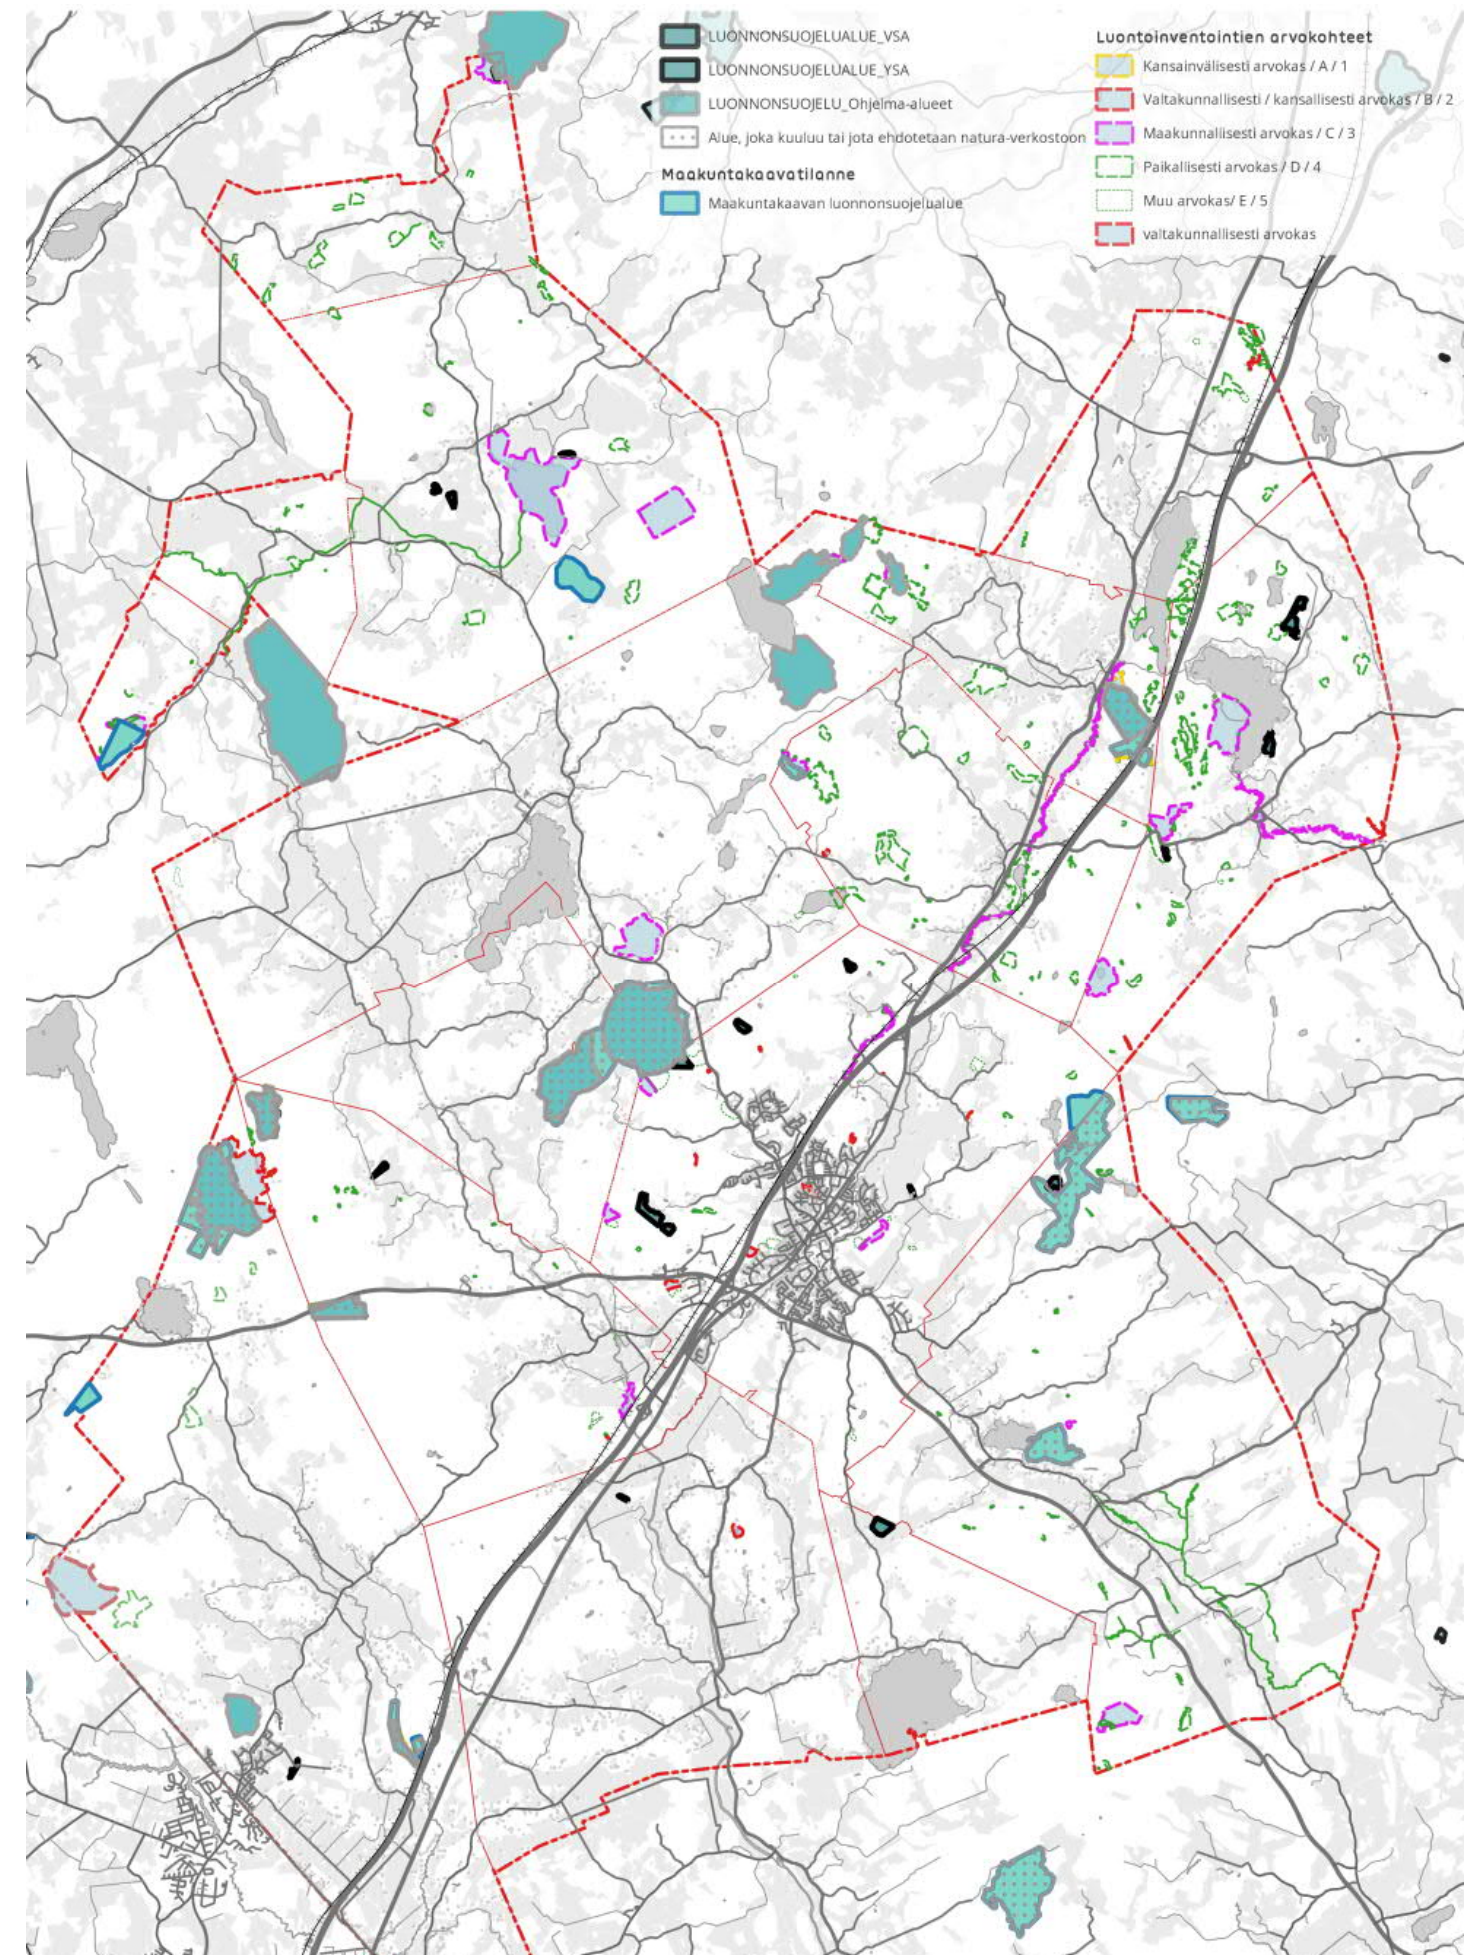 LUONNONSUOJELUALUE_VSA
LUONNONSUOJELUALUE_YSA
LUONNONSUOJELU_Ohjelma-alueet
Alue, joka kuuluu tai jota ehdotetaan natura-verkostoon
Maakuntakaavatilanne
Maakuntakaavan luonnonsuojelualue
Luontoinventointien arvokohteet
Kansainvälisesti arvokas / A / 1
Valtakunnallisesti / kansallisesti arvokas / B / 2
Maakunnallisesti arvokas / C / 3
Paikallisesti arvokas / D / 4
Muu arvokas/ E / 5
valtakunnallisesti arvokas